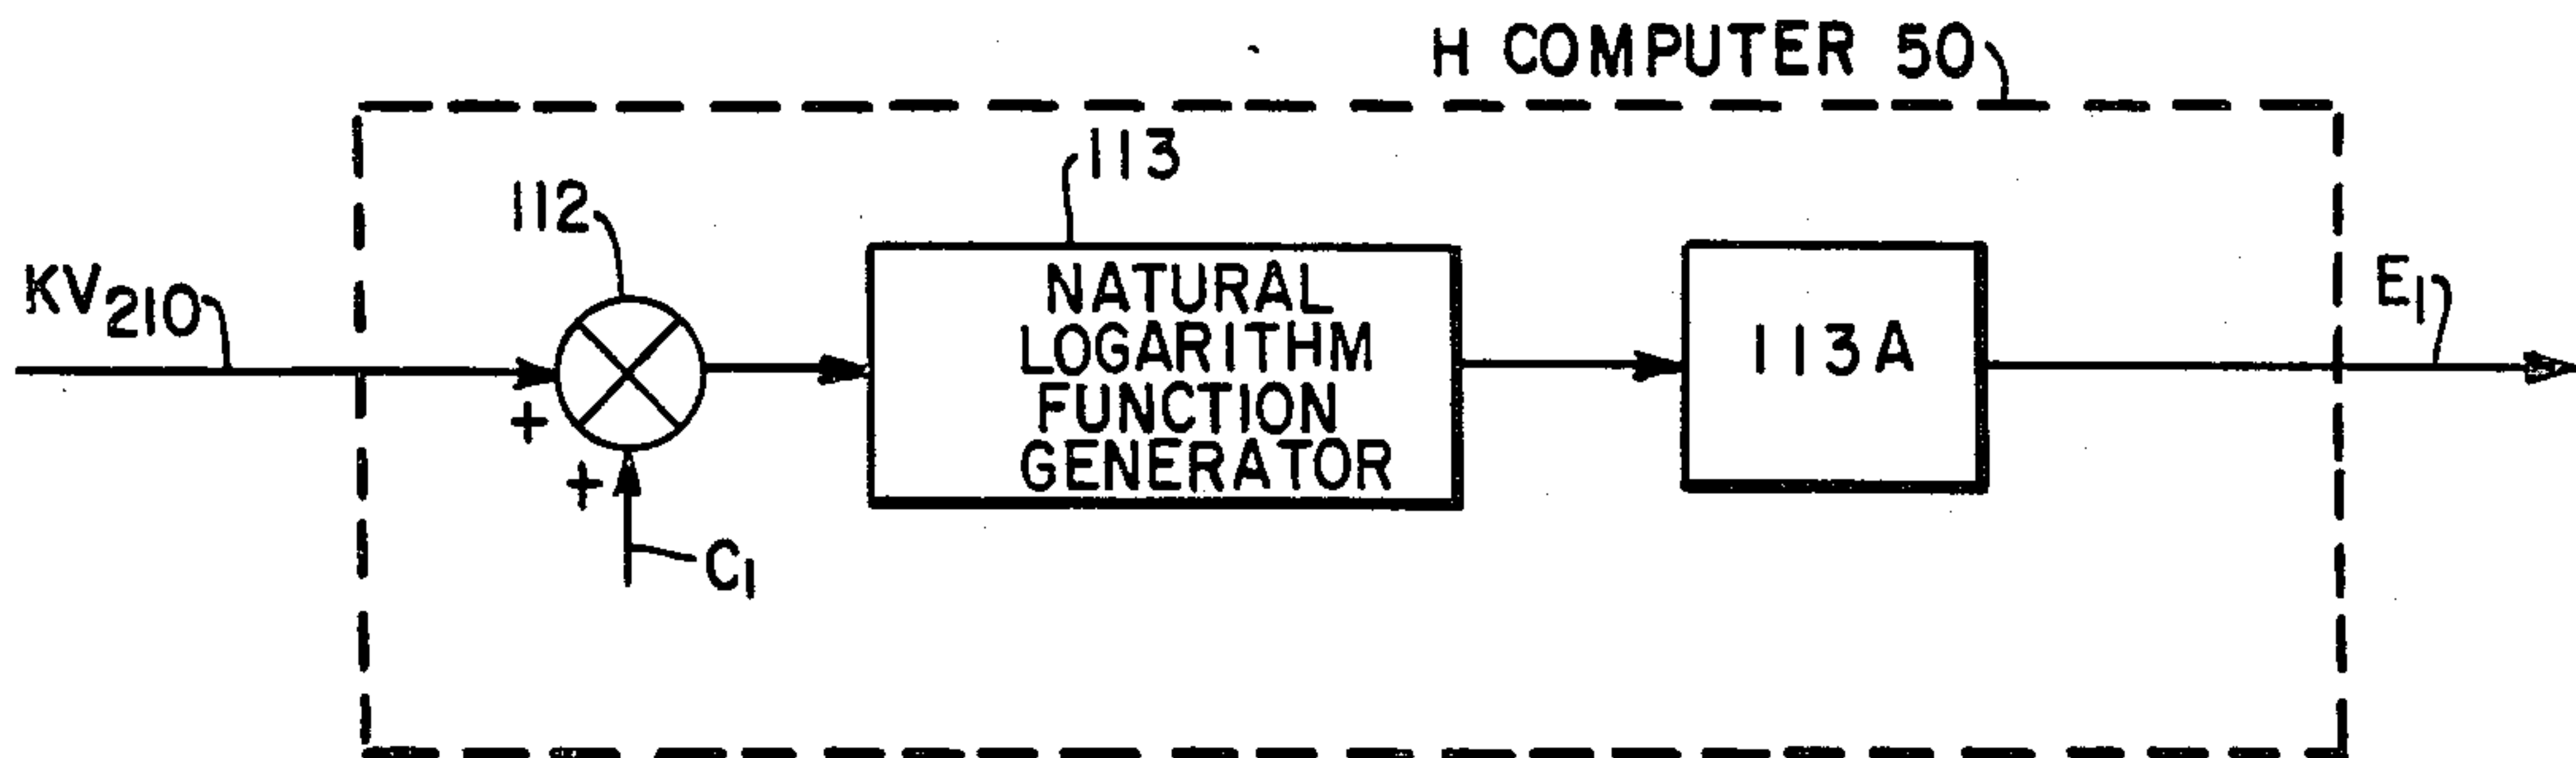 H COMPUTER 50
113
112
KV210
NATURAL
LOGARITHM
FUNCTION
GENERATOR
113A
E1
+
+
C1